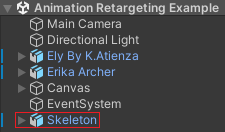 Animation Retargeting Example
Main Camera
Directional Light
Ely By K.Atienza
Erika Archer
Canvas
EventSystem
Skeleton